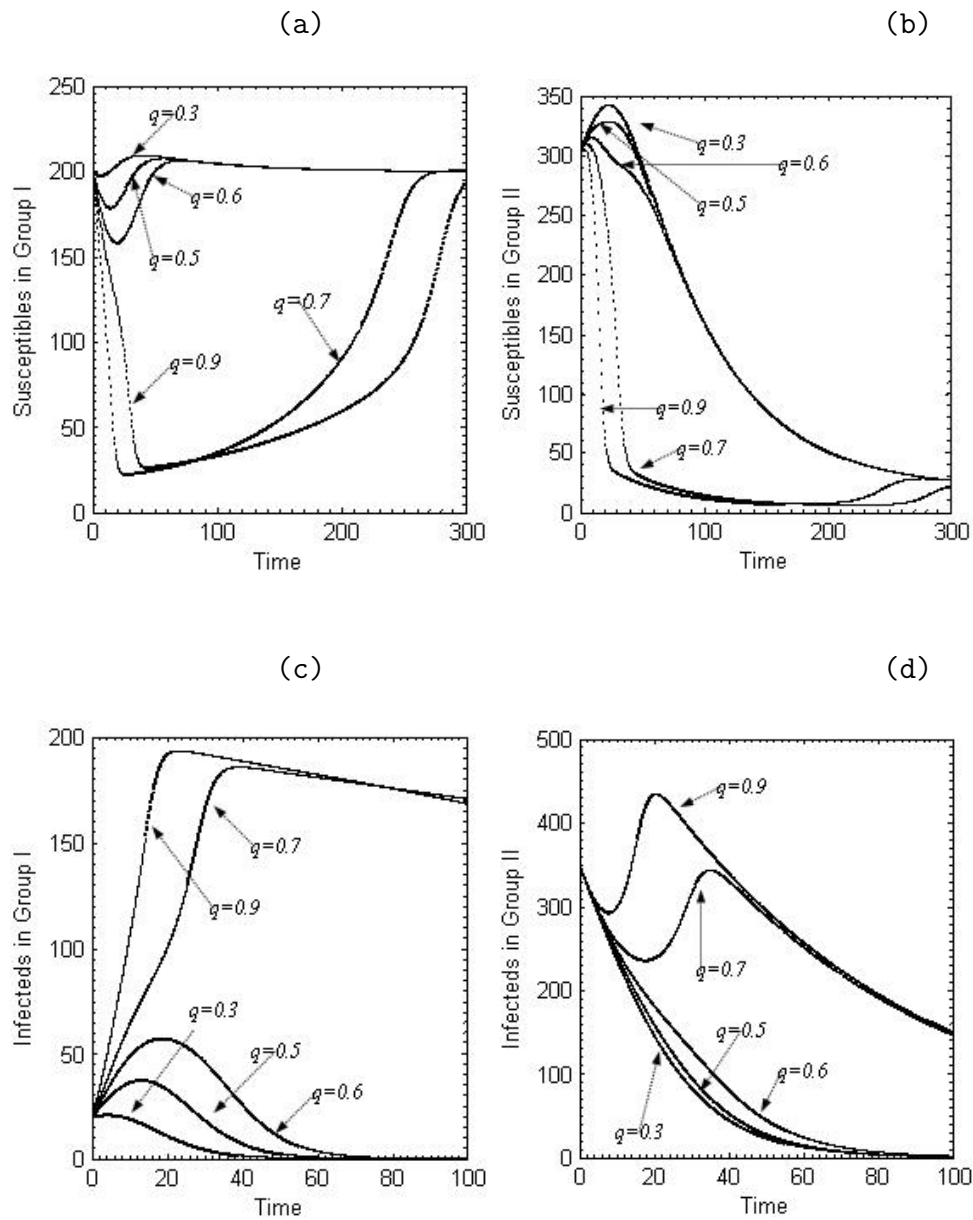 (a)
(b)
250
200
150
100
50
0
0
100
200
300
Susceptibles in Group I
Time
q=0.3
q=0.6
q=0.5
q=0.7
q=0.9
350
300
250
200
150
100
50
0
0
100
200
300
Susceptibles in Group II
Time
q=0.3
q=0.6
q=0.5
q=0.9
q=0.7
(c)
(d)
200
150
100
50
0
0
20
40
60
80
100
Infecteds in Group I
Time
q=0.7
q=0.9
q=0.3
q=0.5
q=0.6
500
400
300
200
100
0
0
20
40
60
80
100
Infecteds in Group II
Time
q=0.9
q=0.7
q=0.5
q=0.6
q=0.3